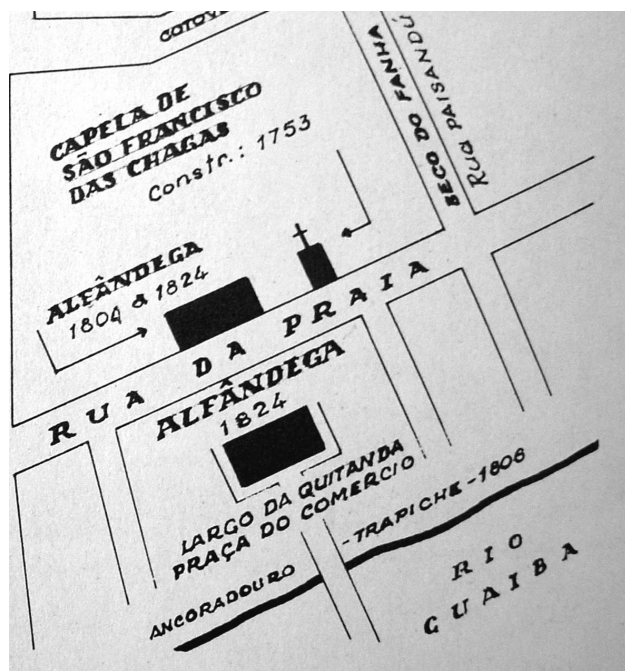 CAPELA DE
SÃO FRANCISCO
DAS CHAGAS
Constr.: 1753
BECO DO FANHA
Rua PAISANDÚ
ALFÂNDEGA
1804 a 1824
RUA DA PRAIA
ALFÂNDEGA
1824
LARGO DA QUITANDA
PRAÇA DO COMERCIO
ANCORADOURO -TRAPICHE-1806
RIO
GUAIBA